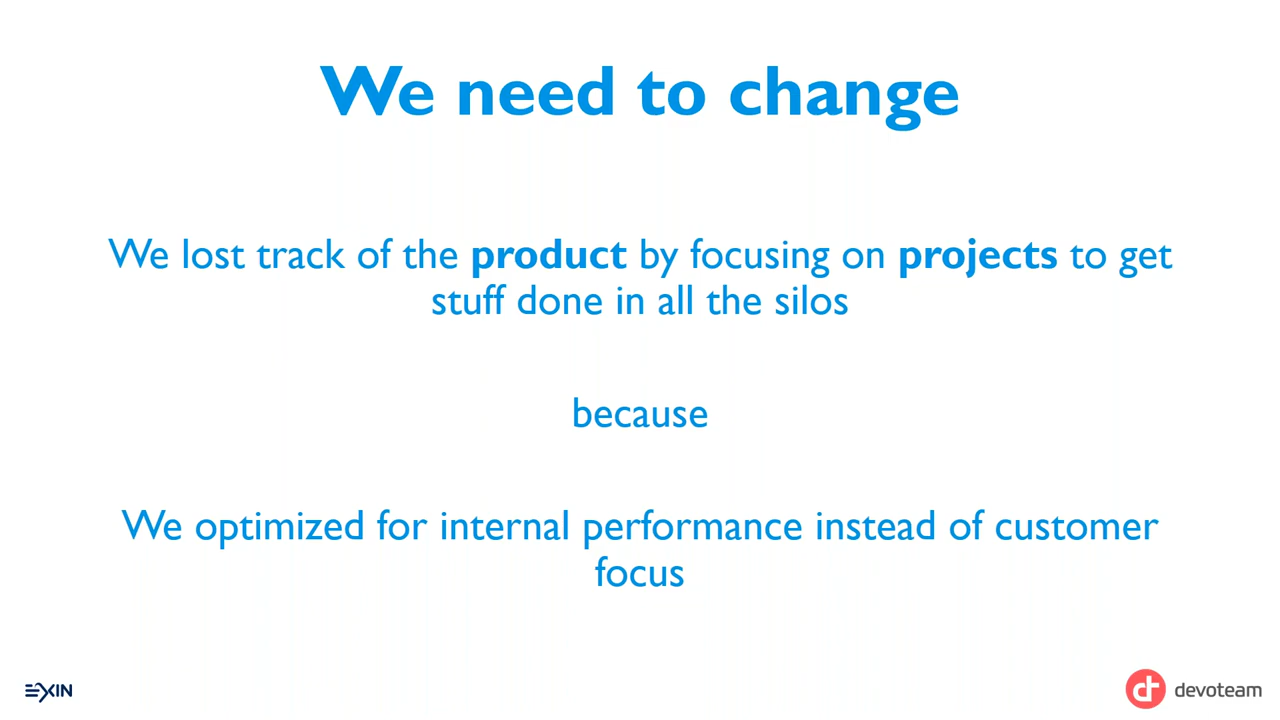 We need to change
We lost track of the product by focusing on projects to get
stuff done in all the silos
because
We optimized for internal performance instead of customer
focus
EXIN
devoteam